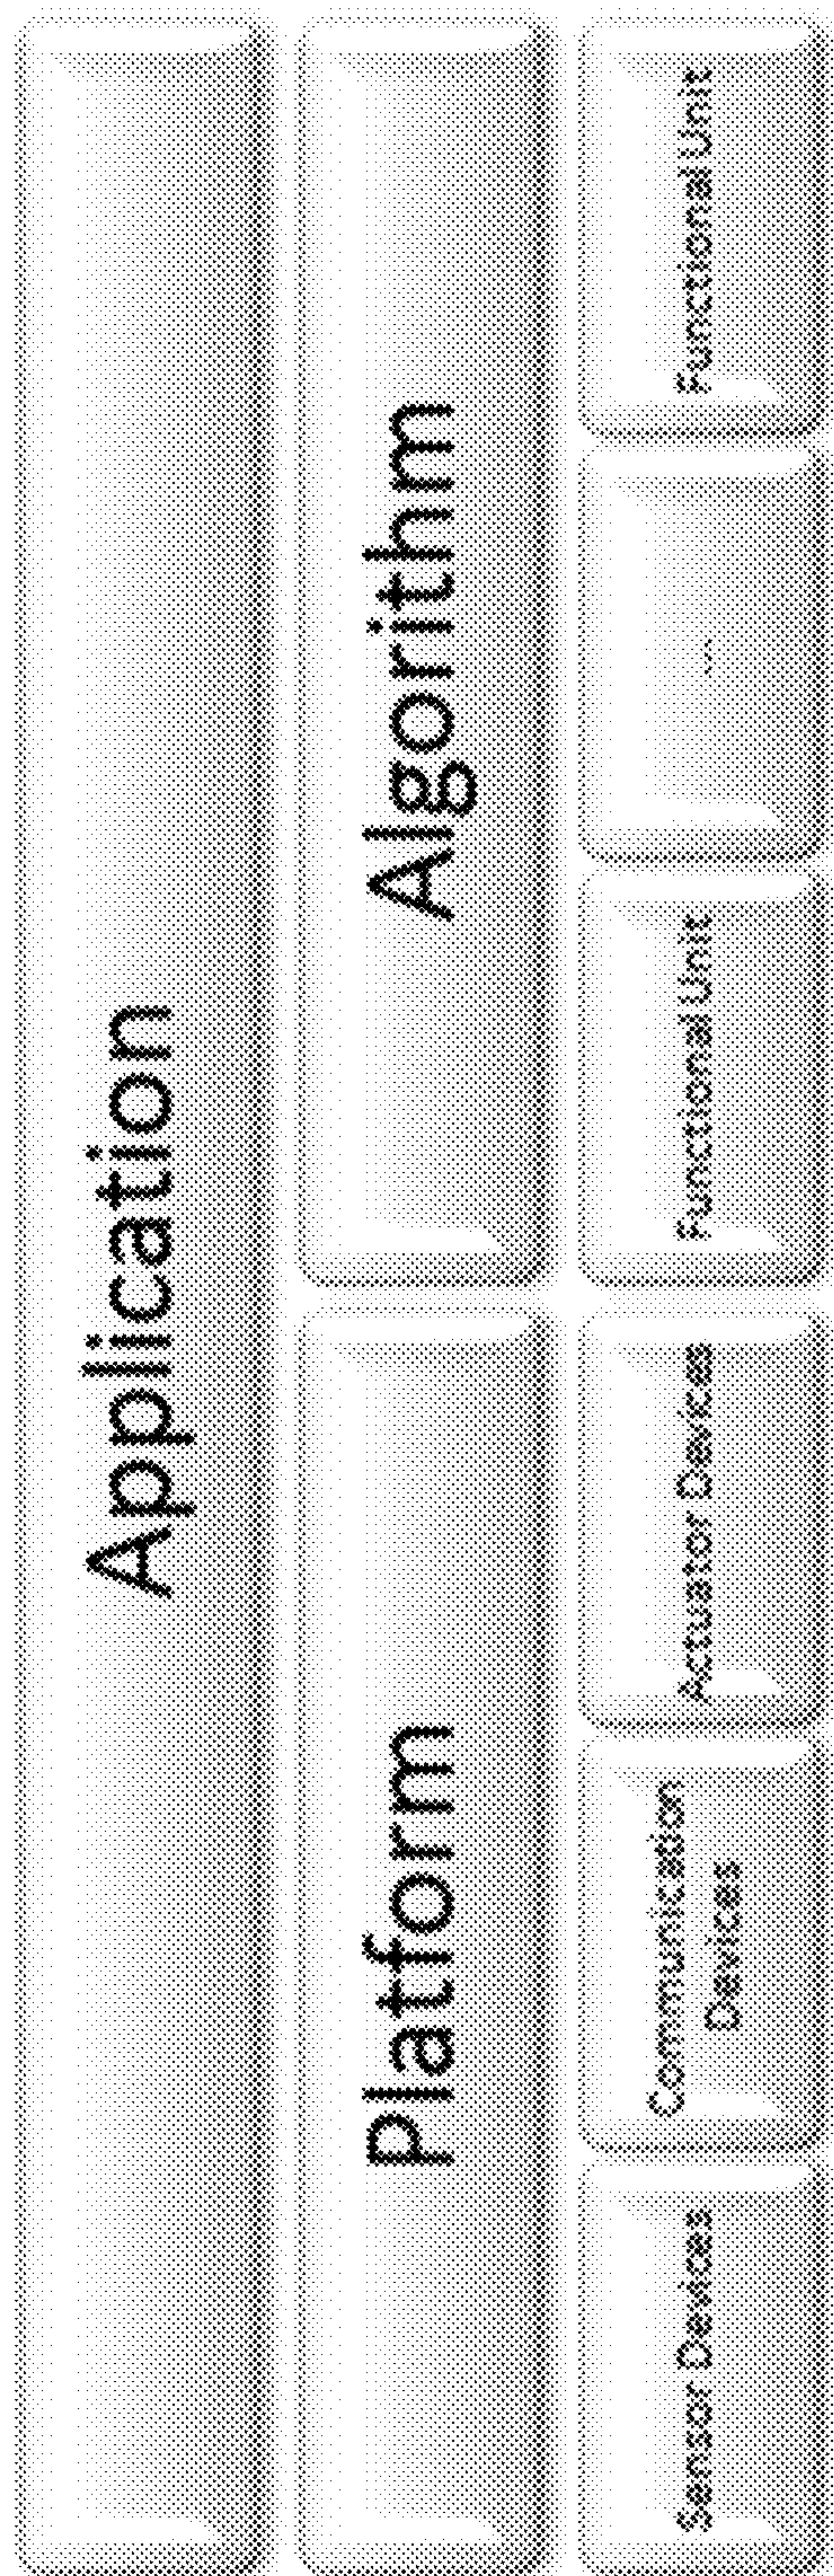 Application
Platform
Algorithm
Sensor Devices
Communication
Devices
Actuator Devices
Functional Unit
...
Functional Unit